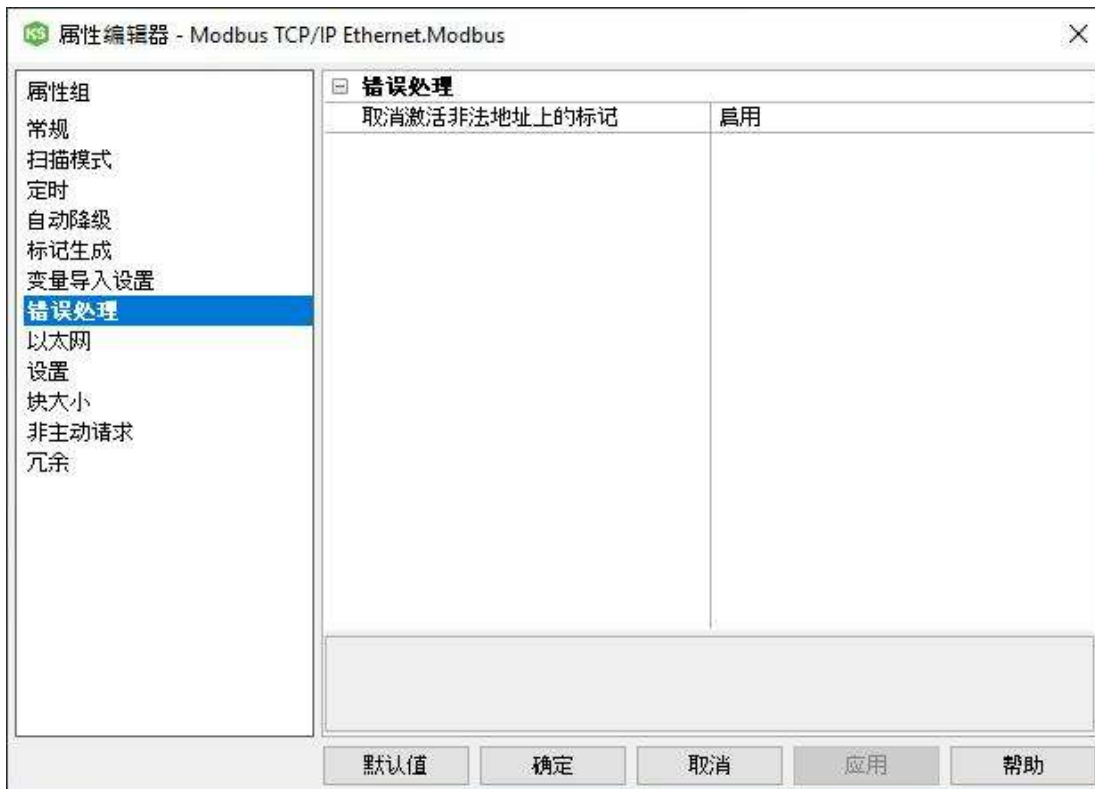 KS 属性编辑器 - Modbus TCP/IP Ethernet.Modbus
属性组
常规
扫描模式
定时
自动降级
标记生成
变量导入设置
错误处理
以太网
设置
块大小
非主动请求
冗余
错误处理
取消激活非法地址上的标记 启用
默认值 确定 取消 应用 帮助